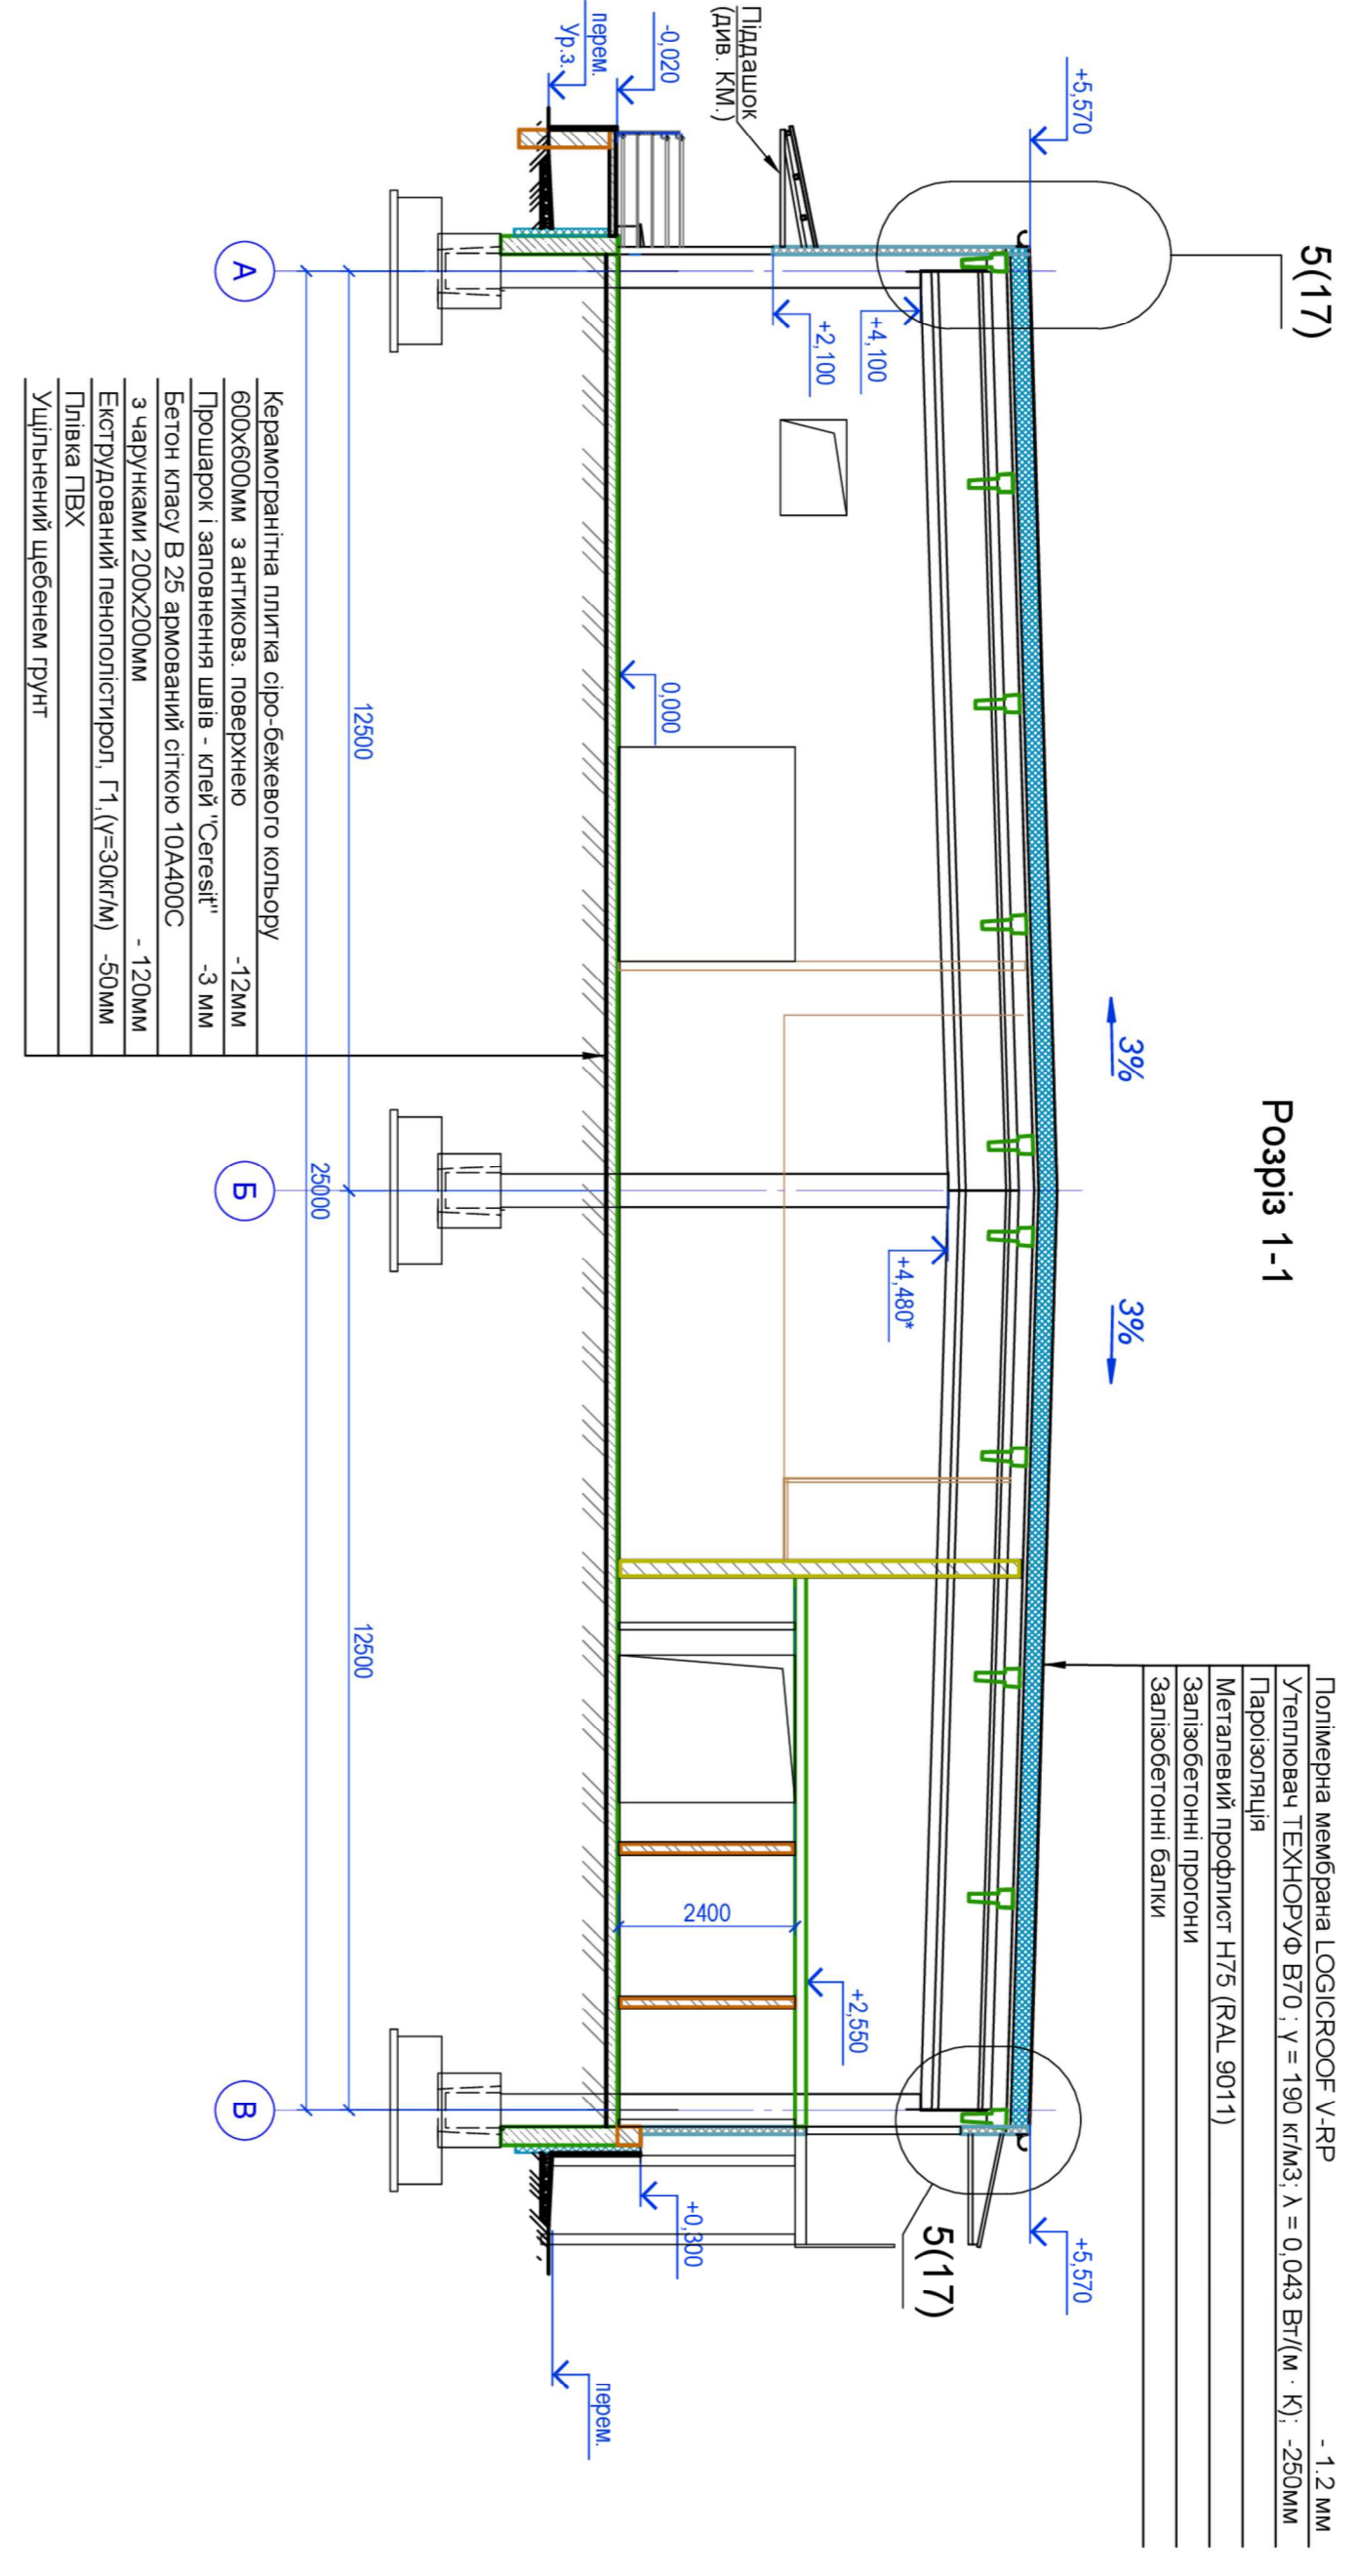 Розріз 1-1
Полімерна мембрана LOGICROOF V-RP - 1.2 мм
Утеплювач ТЕХНОРУФ В70 ; γ = 190 кг/м3; λ = 0,043 Вт/(м · К); -250мм
Пароізоляція
Металевий профлист Н75 (RAL 9011)
Залізобетонні прогони
Залізобетонні балки
5(17)
3%
3%
+5,570
+5,570
Піддашок
(див. КМ.)
+4,100
+2,100
+4,480*
5(17)
+2,550
2400
-0,020
0,000
+0,300
перем.
Ур.з.
перем.
12500
12500
25000
А
Б
В
Керамогранітна плитка сіро-бежевого кольору
600х600мм з антиковз. поверхнею -12мм
Прошарок і заповнення швів - клей "Ceresit" -3 мм
Бетон класу В 25 армований сіткою 10А400С
з чарунками 200х200мм - 120мм
Екструдований пенополістирол, Г1,(γ=30кг/м) -50мм
Плівка ПВХ
Ущільнений щебенем грунт